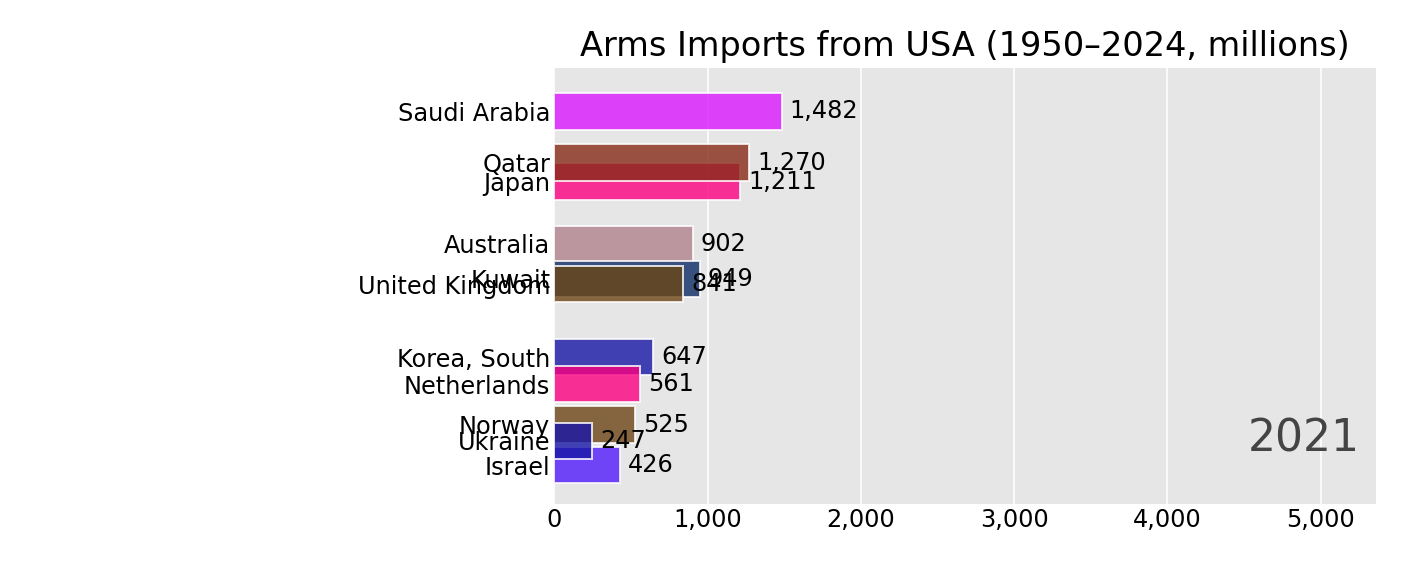 Arms Imports from USA (1950–2024, millions)
Saudi Arabia 1,482
Qatar 1,270
Japan 1,211
Australia 902
Kuwait 949
United Kingdom 841
Korea, South 647
Netherlands 561
Norway 525
Ukraine 247
Israel 426
2021
0 1,000 2,000 3,000 4,000 5,000